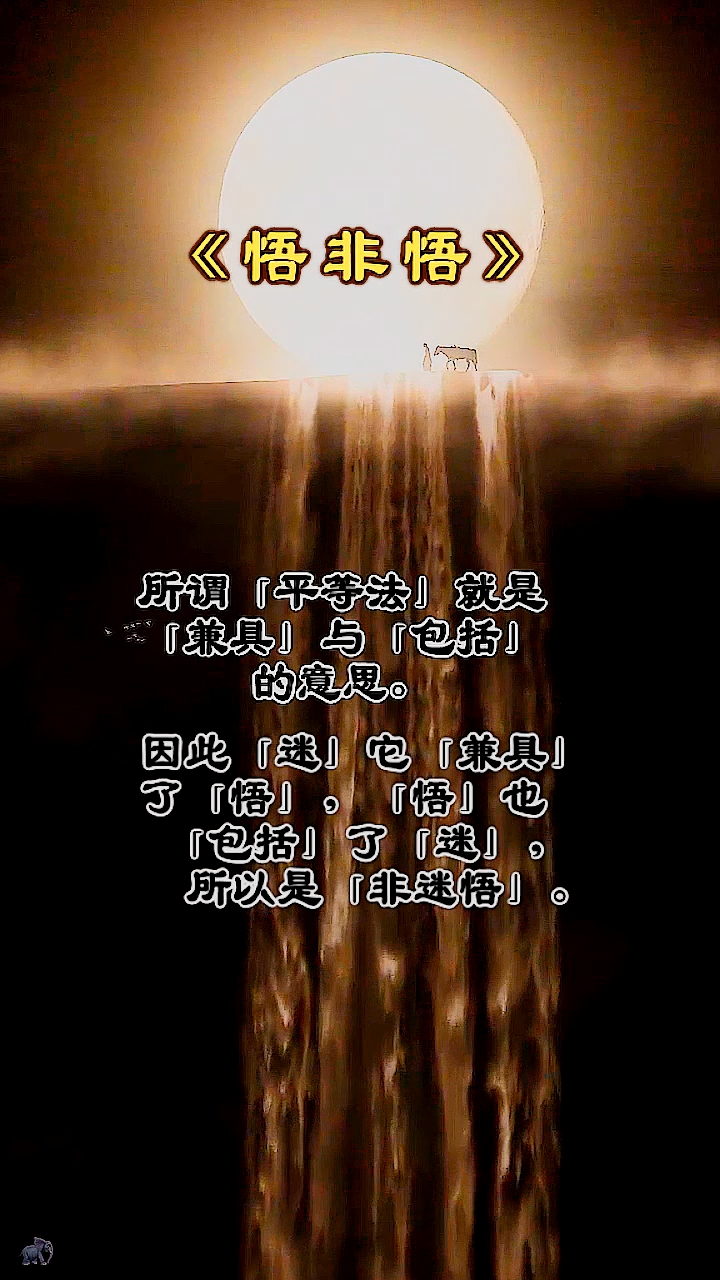 《悟非悟》
所谓「平等法」就是
「兼具」与「包括」
的意思。
因此「迷」它「兼具」
了「悟」，「悟」也
「包括」了「迷」，
所以是「非迷悟」。